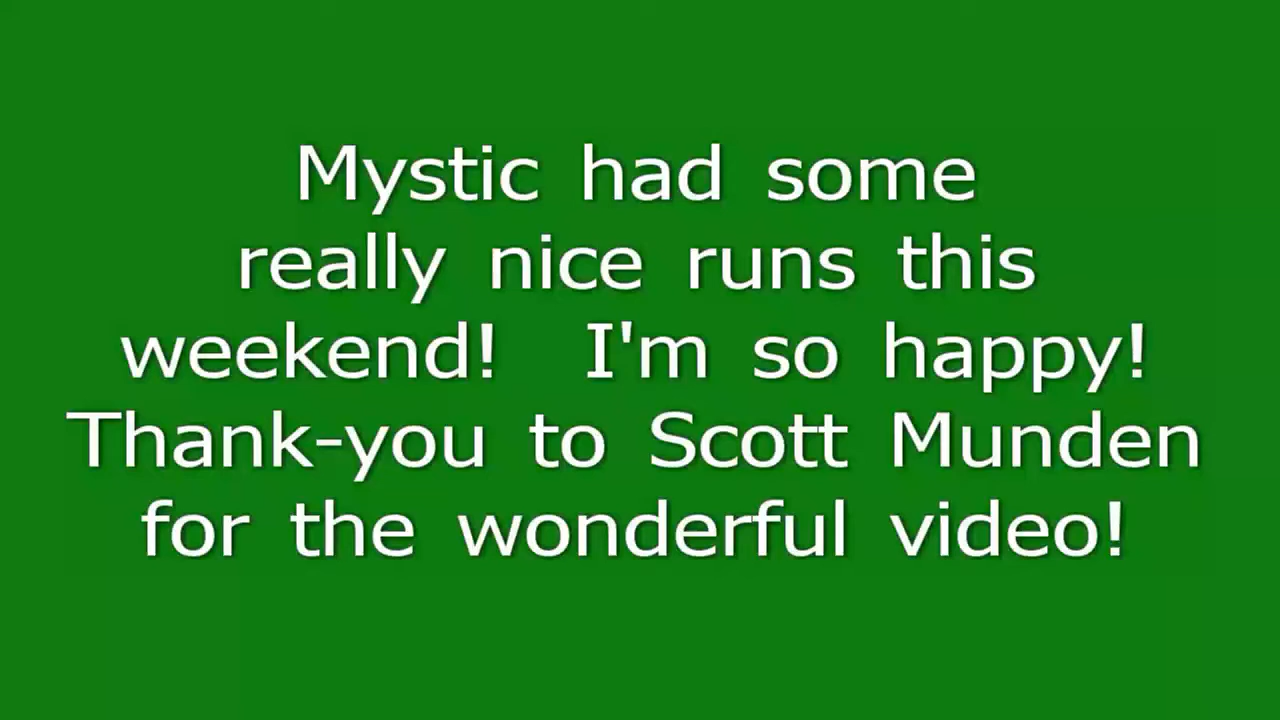 Mystic had some
really nice runs this
weekend!  I'm so happy!
Thank-you to Scott Munden
for the wonderful video!